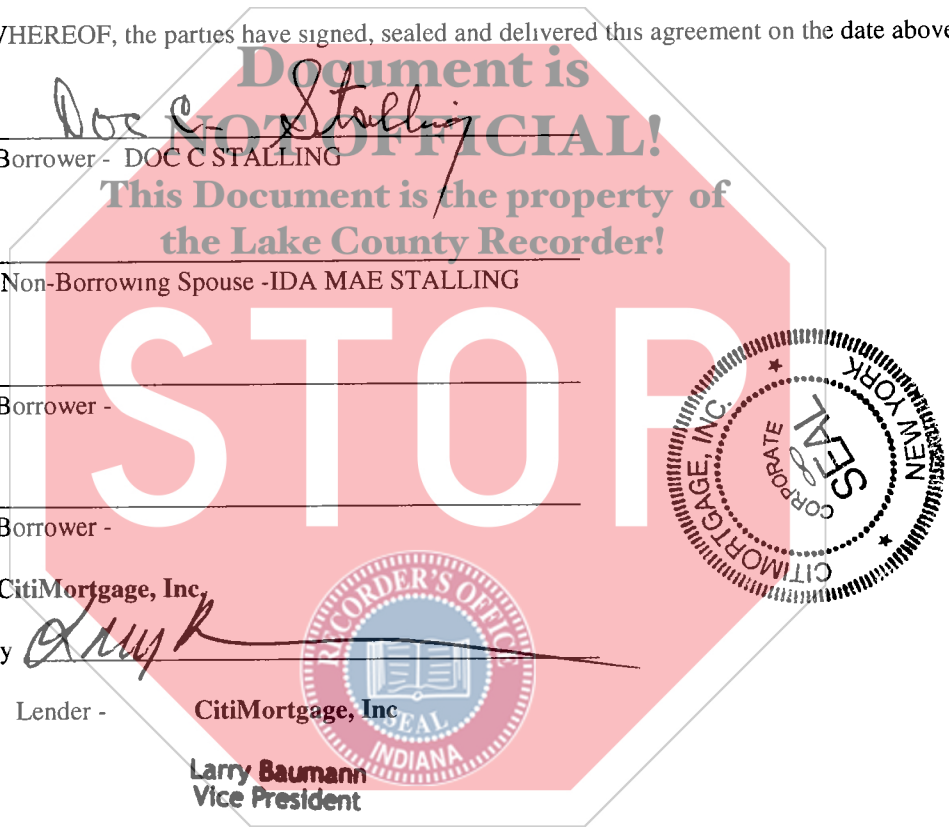 WHEREOF, the parties have signed, sealed and delivered this agreement on the date above
Document is
Doc C. Stalling
NOT OFFICIAL!
Borrower - DOC C STALLING
This Document is the property of
the Lake County Recorder!
Non-Borrowing Spouse -IDA MAE STALLING
STOP
Borrower -
Borrower -
CITIMORTGAGE, INC.
NEW YORK
CORPORATE
SEAL
CitiMortgage, Inc.
y
RECORDER'S OFFICE
SEAL
INDIANA
Lender - CitiMortgage, Inc
Larry Baumann
Vice President